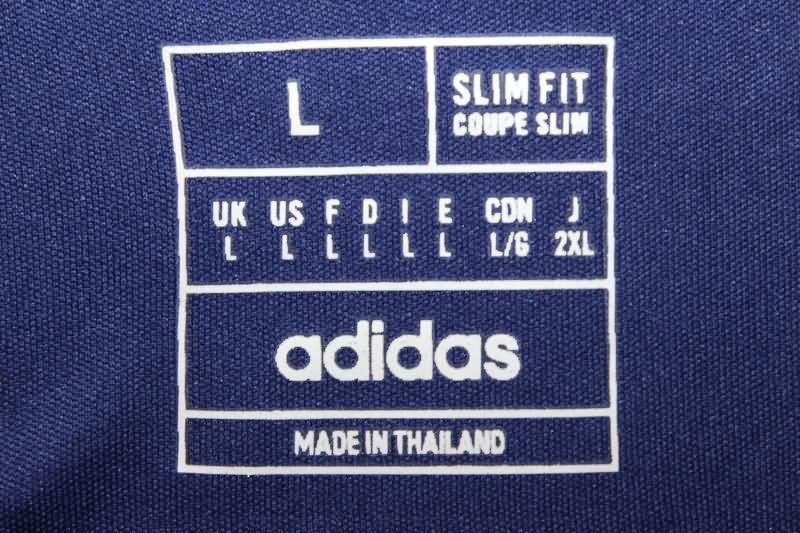 L
SLIM FIT
COUPE SLIM
UK US F D I E CDN J
L L L L L L L/G 2XL
adidas
MADE IN THAILAND